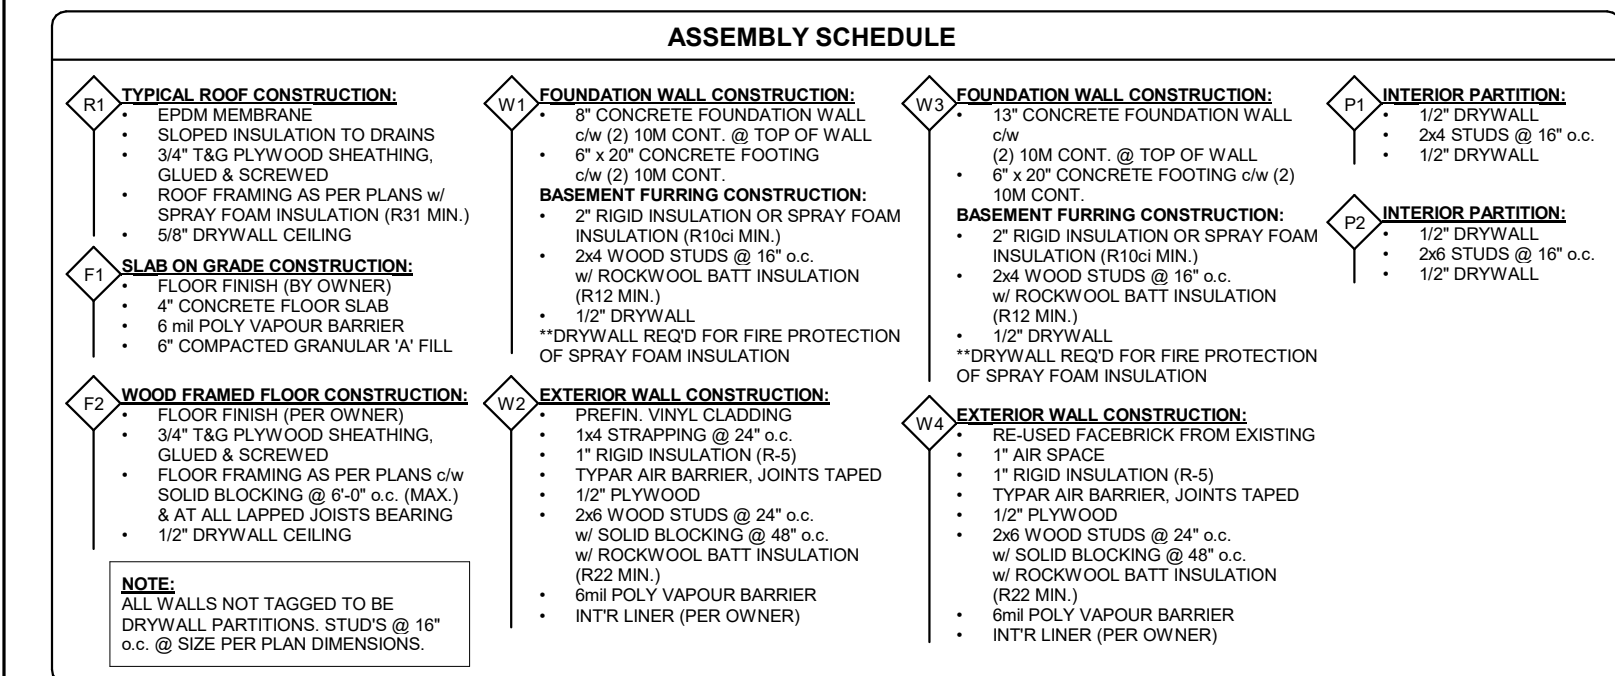 ASSEMBLY SCHEDULE
R1
TYPICAL ROOF CONSTRUCTION:
• EPDM MEMBRANE
• SLOPED INSULATION TO DRAINS
• 3/4" T&G PLYWOOD SHEATHING,
GLUED & SCREWED
• ROOF FRAMING AS PER PLANS w/
SPRAY FOAM INSULATION (R31 MIN.)
• 5/8" DRYWALL CEILING
F1
SLAB ON GRADE CONSTRUCTION:
• FLOOR FINISH (BY OWNER)
• 4" CONCRETE FLOOR SLAB
• 6 mil POLY VAPOUR BARRIER
• 6" COMPACTED GRANULAR 'A' FILL
F2
WOOD FRAMED FLOOR CONSTRUCTION:
• FLOOR FINISH (PER OWNER)
• 3/4" T&G PLYWOOD SHEATHING,
GLUED & SCREWED
• FLOOR FRAMING AS PER PLANS c/w
SOLID BLOCKING @ 6'-0" o.c. (MAX.)
& AT ALL LAPPED JOISTS BEARING
• 1/2" DRYWALL CEILING
NOTE:
ALL WALLS NOT TAGGED TO BE
DRYWALL PARTITIONS. STUD'S @ 16"
o.c. @ SIZE PER PLAN DIMENSIONS.
W1
FOUNDATION WALL CONSTRUCTION:
• 8" CONCRETE FOUNDATION WALL
c/w (2) 10M CONT. @ TOP OF WALL
• 6" x 20" CONCRETE FOOTING
c/w (2) 10M CONT.
BASEMENT FURRING CONSTRUCTION:
• 2" RIGID INSULATION OR SPRAY FOAM
INSULATION (R10ci MIN.)
• 2x4 WOOD STUDS @ 16" o.c.
w/ ROCKWOOL BATT INSULATION
(R12 MIN.)
• 1/2" DRYWALL
**DRYWALL REQ'D FOR FIRE PROTECTION
OF SPRAY FOAM INSULATION
W2
EXTERIOR WALL CONSTRUCTION:
• PREFIN. VINYL CLADDING
• 1x4 STRAPPING @ 24" o.c.
• 1" RIGID INSULATION (R-5)
• TYPAR AIR BARRIER, JOINTS TAPED
• 1/2" PLYWOOD
• 2x6 WOOD STUDS @ 24" o.c.
w/ SOLID BLOCKING @ 48" o.c.
w/ ROCKWOOL BATT INSULATION
(R22 MIN.)
• 6mil POLY VAPOUR BARRIER
• INT'R LINER (PER OWNER)
W3
FOUNDATION WALL CONSTRUCTION:
• 13" CONCRETE FOUNDATION WALL
c/w
(2) 10M CONT. @ TOP OF WALL
• 6" x 20" CONCRETE FOOTING c/w (2)
10M CONT.
BASEMENT FURRING CONSTRUCTION:
• 2" RIGID INSULATION OR SPRAY FOAM
INSULATION (R10ci MIN.)
• 2x4 WOOD STUDS @ 16" o.c.
w/ ROCKWOOL BATT INSULATION
(R12 MIN.)
• 1/2" DRYWALL
**DRYWALL REQ'D FOR FIRE PROTECTION
OF SPRAY FOAM INSULATION
W4
EXTERIOR WALL CONSTRUCTION:
• RE-USED FACEBRICK FROM EXISTING
• 1" AIR SPACE
• 1" RIGID INSULATION (R-5)
• TYPAR AIR BARRIER, JOINTS TAPED
• 1/2" PLYWOOD
• 2x6 WOOD STUDS @ 24" o.c.
w/ SOLID BLOCKING @ 48" o.c.
w/ ROCKWOOL BATT INSULATION
(R22 MIN.)
• 6mil POLY VAPOUR BARRIER
• INT'R LINER (PER OWNER)
P1
INTERIOR PARTITION:
• 1/2" DRYWALL
• 2x4 STUDS @ 16" o.c.
• 1/2" DRYWALL
P2
INTERIOR PARTITION:
• 1/2" DRYWALL
• 2x6 STUDS @ 16" o.c.
• 1/2" DRYWALL